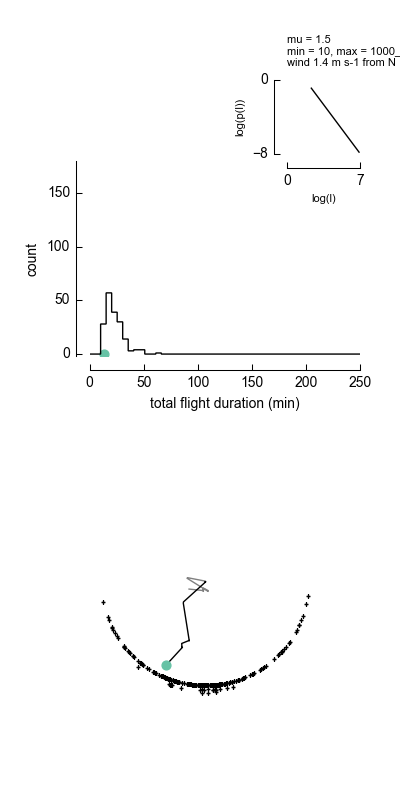 mu = 1.5
min = 10, max = 1000_
wind 1.4 m s-1 from N
0
−8
log(p(l))
0
7
log(l)
150
100
50
0
count
0
50
100
150
200
250
total flight duration (min)